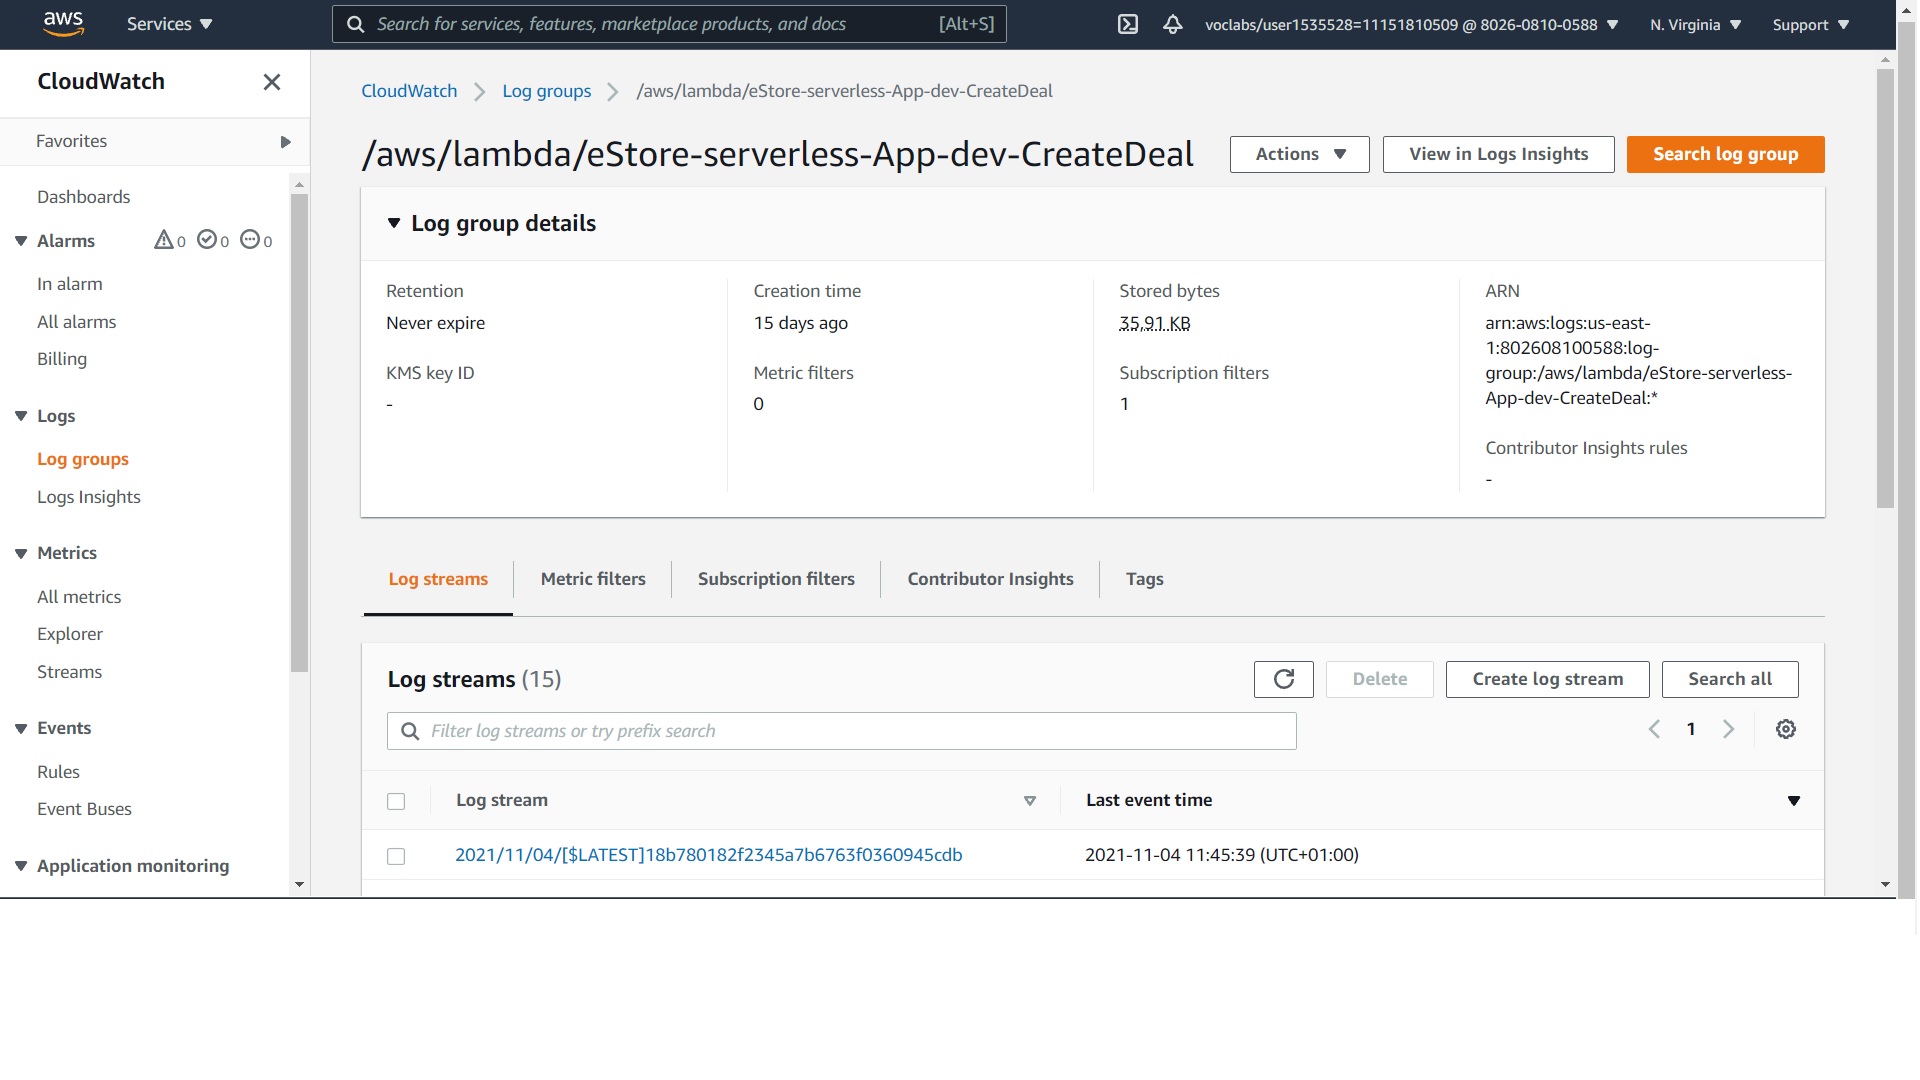 aws
Services
Search for services, features, marketplace products, and docs [Alt+S]
voclabs/user1535528=11151810509 @ 8026-0810-0588
N. Virginia
Support
CloudWatch
Favorites
Dashboards
Alarms 0 0 0
In alarm
All alarms
Billing
Logs
Log groups
Logs Insights
Metrics
All metrics
Explorer
Streams
Events
Rules
Event Buses
Application monitoring
CloudWatch > Log groups > /aws/lambda/eStore-serverless-App-dev-CreateDeal
/aws/lambda/eStore-serverless-App-dev-CreateDeal
Actions
View in Logs Insights
Search log group
Log group details
Retention
Never expire
KMS key ID
-
Creation time
15 days ago
Metric filters
0
Stored bytes
35.91 KB
Subscription filters
1
ARN
arn:aws:logs:us-east-
1:802608100588:log-
group:/aws/lambda/eStore-serverless-
App-dev-CreateDeal:*
Contributor Insights rules
-
Log streams
Metric filters
Subscription filters
Contributor Insights
Tags
Log streams (15)
Delete
Create log stream
Search all
Filter log streams or try prefix search
1
Log stream
Last event time
2021/11/04/[$LATEST]18b780182f2345a7b6763f0360945cdb
2021-11-04 11:45:39 (UTC+01:00)